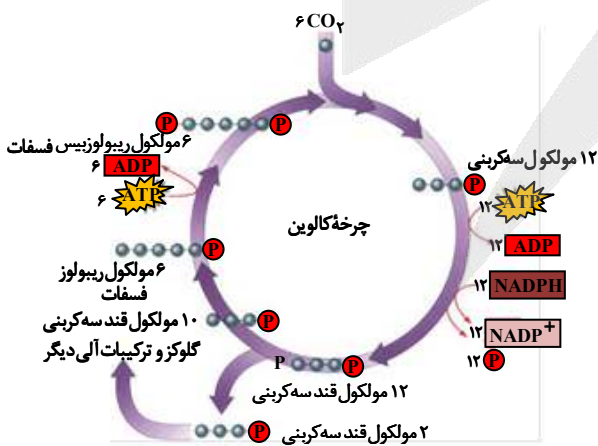 ۶CO۲
P P
۶ مولکول ریبولوزبیس فسفات
۶ ADP
۶ ATP
۱۲ مولکول سه‌کربنی
P
۱۲ ATP
۱۲ ADP
۱۲ NADPH
۱۲ NADP+
۱۲ P
چرخهٔ کالوین
P
۶ مولکول ریبولوز
فسفات
۱۰ مولکول قند سه‌کربنی P
گلوکز و ترکیبات آلی دیگر
P P
۱۲ مولکول قند سه‌کربنی
P ۲ مولکول قند سه‌کربنی